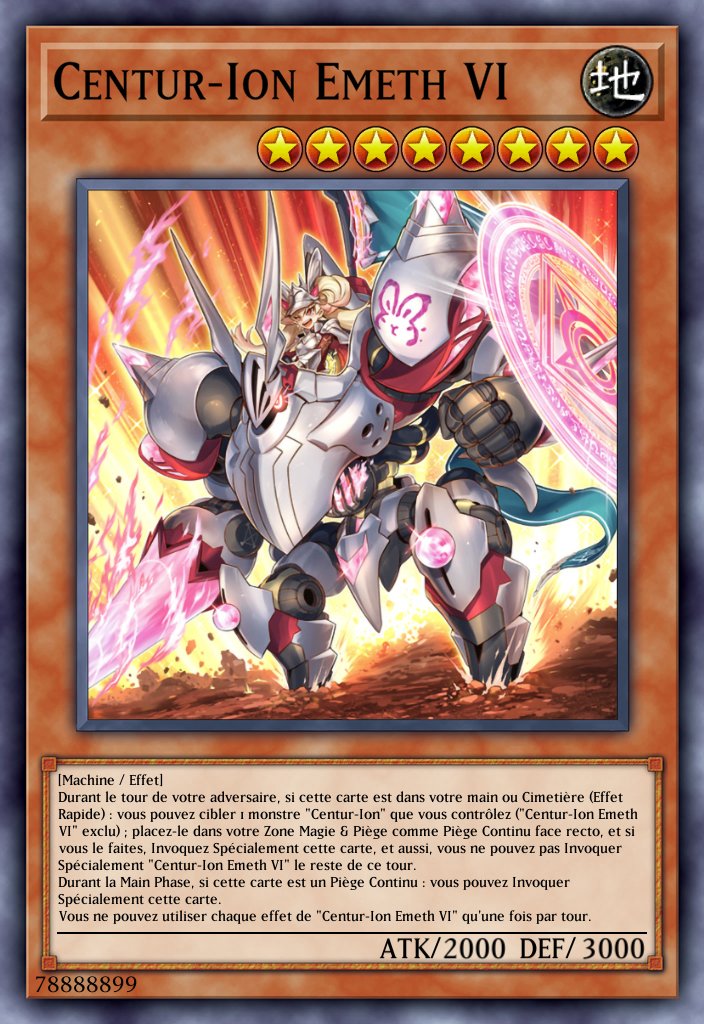 Centur-Ion Emeth VI
地
[Machine / Effet]
Durant le tour de votre adversaire, si cette carte est dans votre main ou Cimetière (Effet
Rapide) : vous pouvez cibler 1 monstre "Centur-Ion" que vous contrôlez ("Centur-Ion Emeth
VI" exclu) ; placez-le dans votre Zone Magie & Piège comme Piège Continu face recto, et si
vous le faites, Invoquez Spécialement cette carte, et aussi, vous ne pouvez pas Invoquer
Spécialement "Centur-Ion Emeth VI" le reste de ce tour.
Durant la Main Phase, si cette carte est un Piège Continu : vous pouvez Invoquer
Spécialement cette carte.
Vous ne pouvez utiliser chaque effet de "Centur-Ion Emeth VI" qu'une fois par tour.
ATK/2000 DEF/3000
78888899